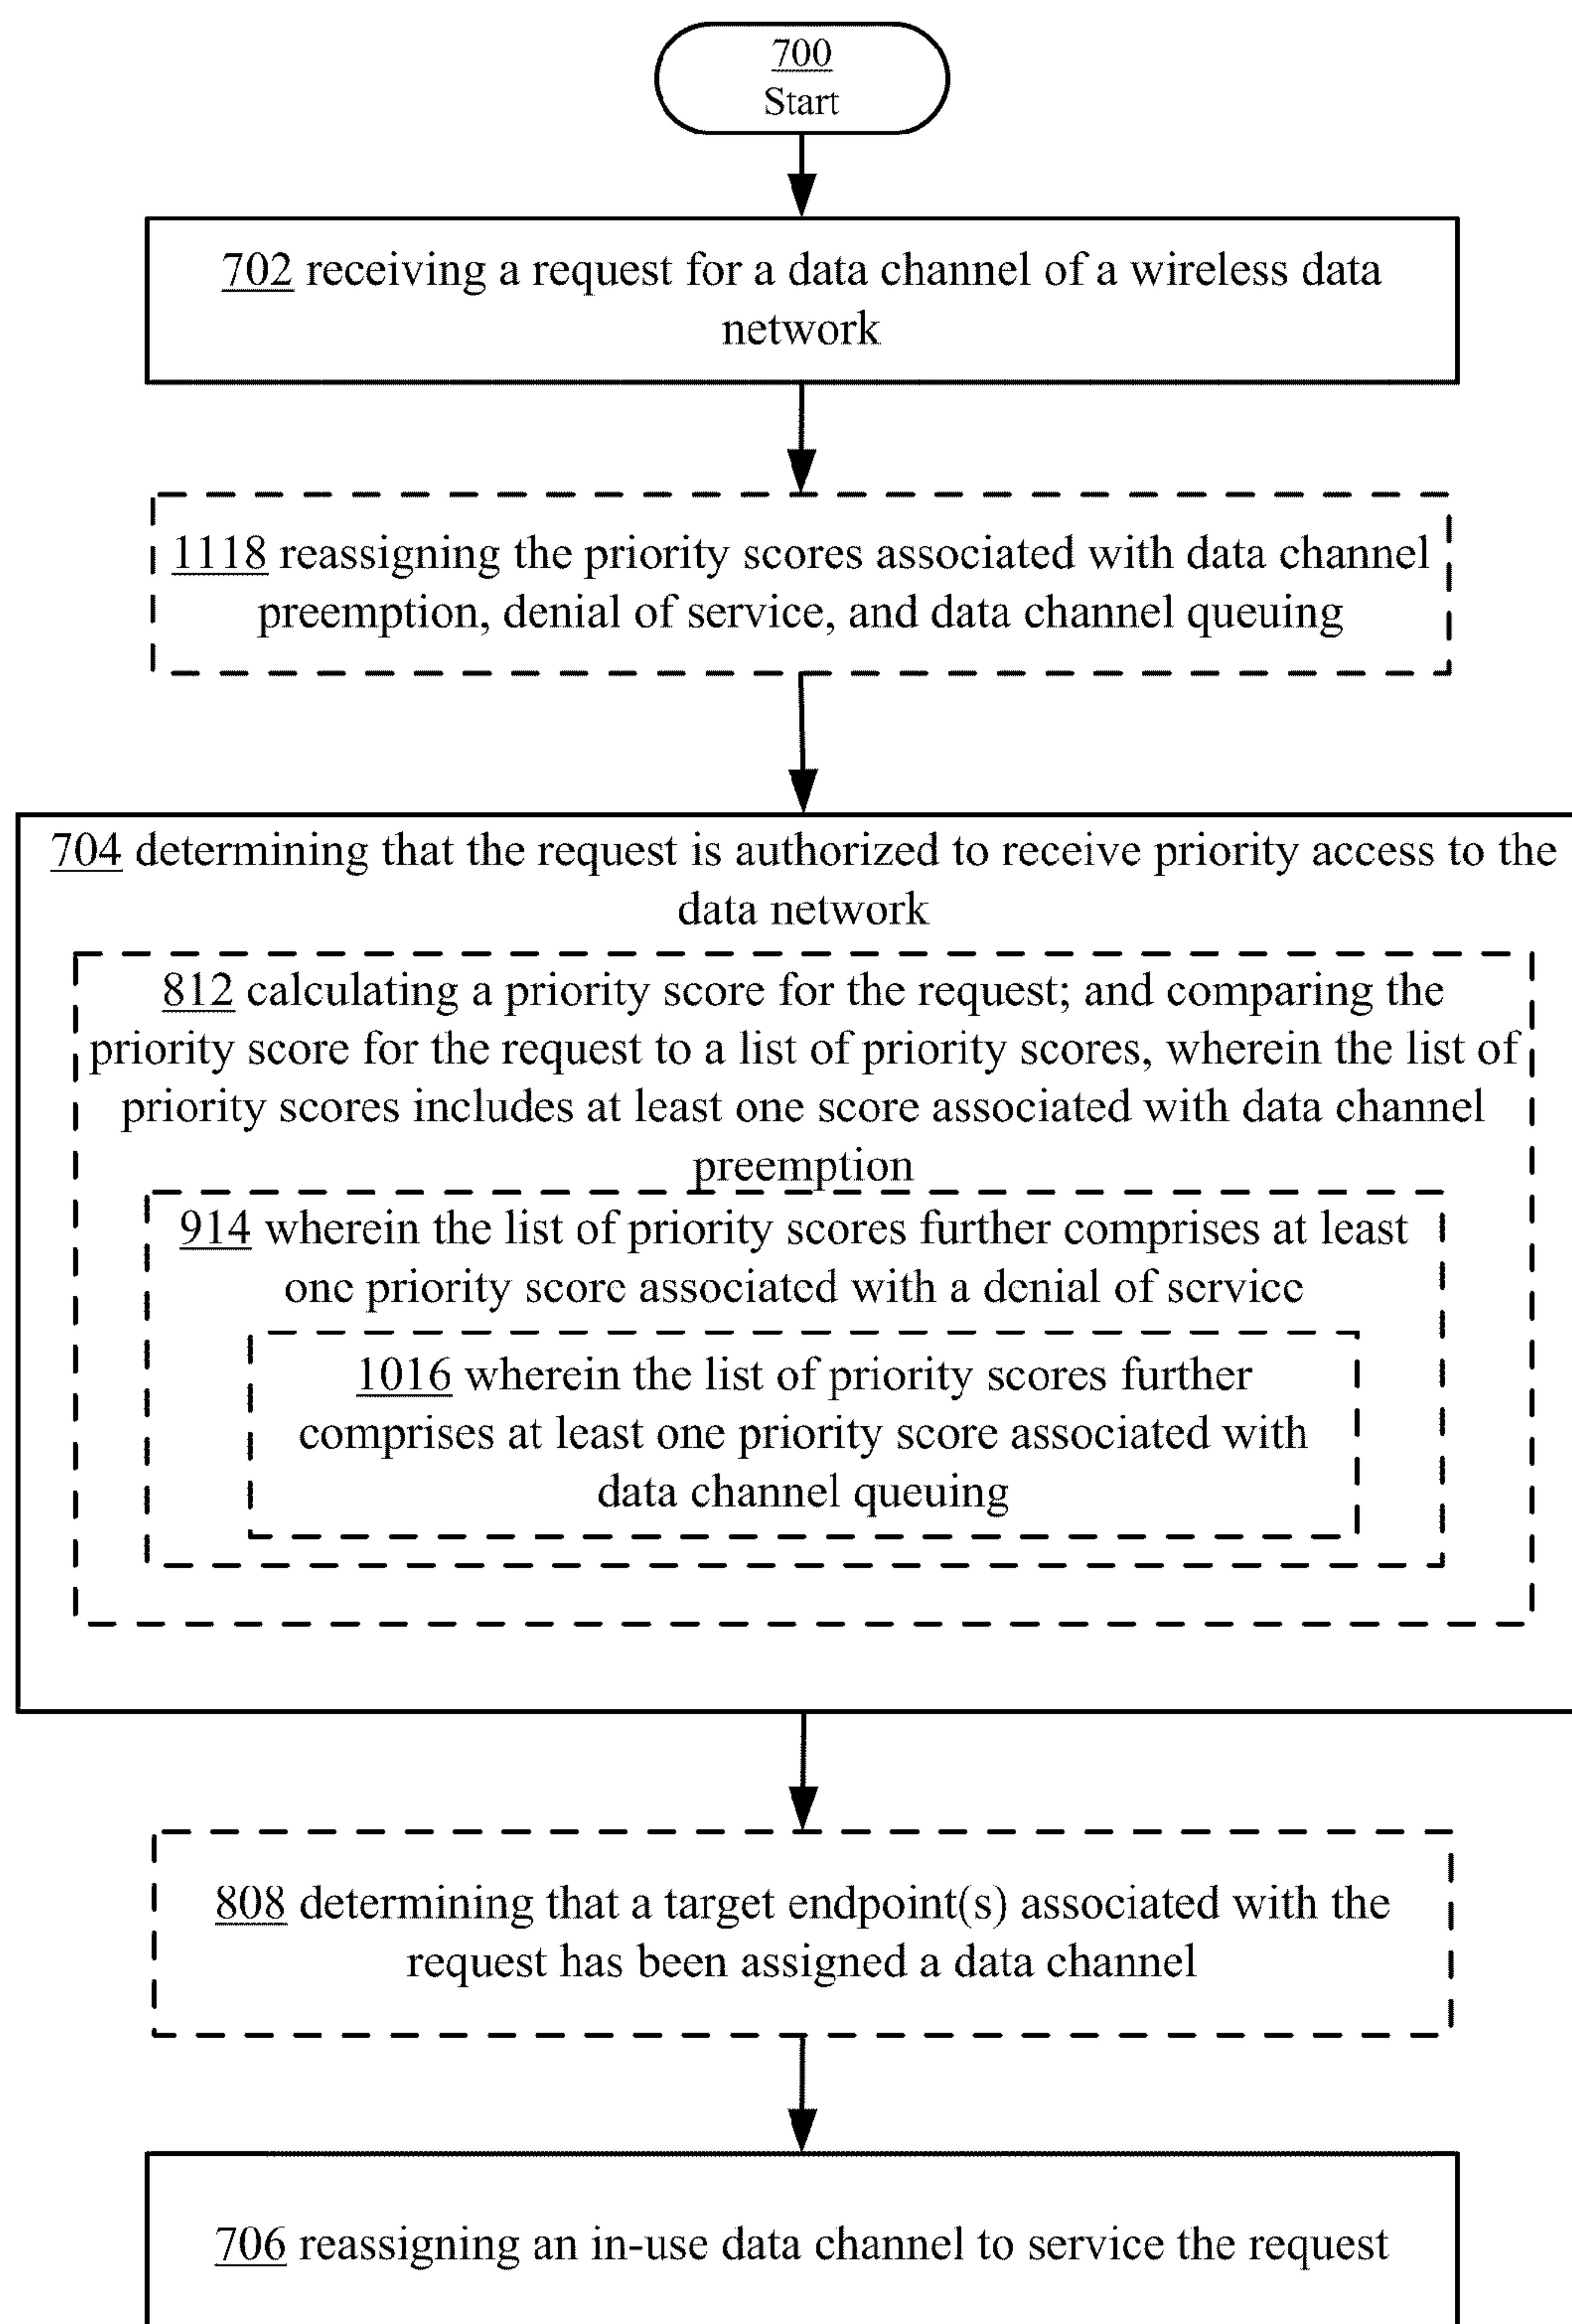 700
Start
702 receiving a request for a data channel of a wireless data
network
1118 reassigning the priority scores associated with data channel
preemption, denial of service, and data channel queuing
704 determining that the request is authorized to receive priority access to the
data network
812 calculating a priority score for the request; and comparing the
priority score for the request to a list of priority scores, wherein the list of
priority scores includes at least one score associated with data channel
preemption
914 wherein the list of priority scores further comprises at least
one priority score associated with a denial of service
1016 wherein the list of priority scores further
comprises at least one priority score associated with
data channel queuing
808 determining that a target endpoint(s) associated with the
request has been assigned a data channel
706 reassigning an in-use data channel to service the request